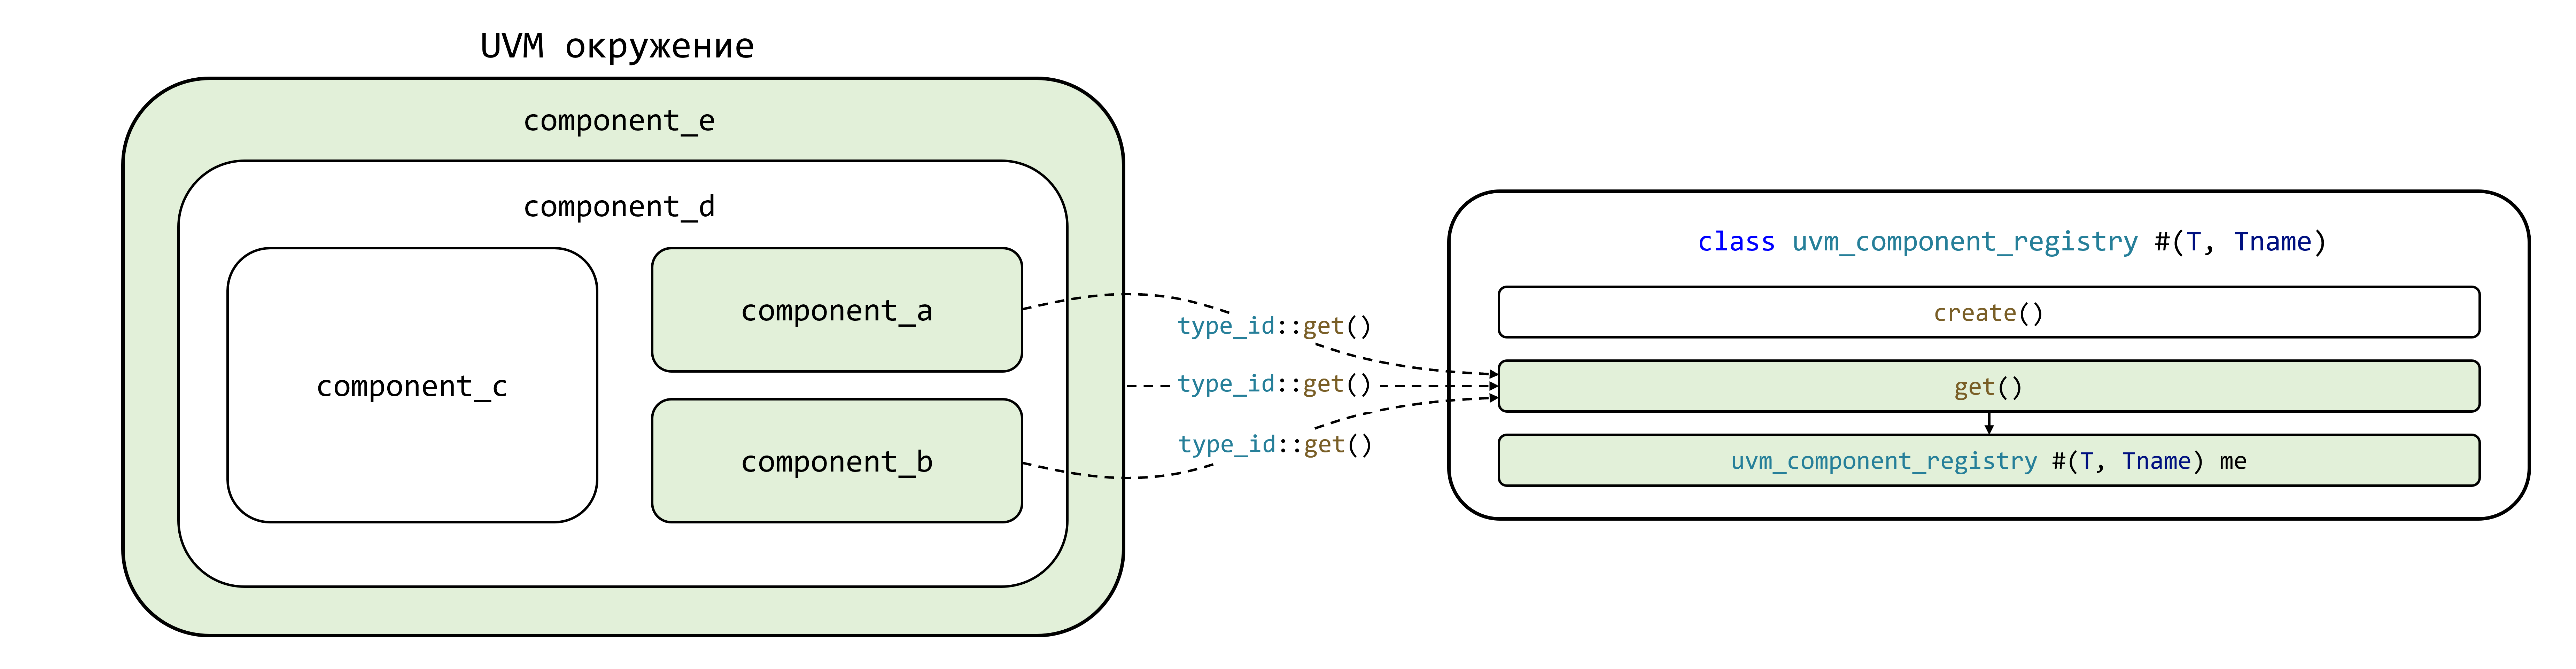 UVM окружение
component_e
component_d
component_c
component_a
component_b
type_id::get()
type_id::get()
type_id::get()
class uvm_component_registry #(T, Tname)
create()
get()
uvm_component_registry #(T, Tname) me